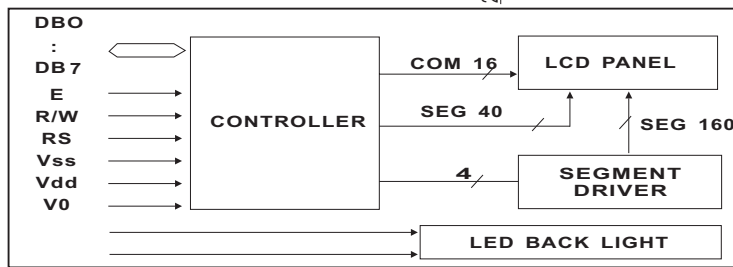 DBO
:
DB7
E
R/W
RS
Vss
Vdd
V0
CONTROLLER
COM 16
LCD PANEL
SEG 40
SEG 160
4
SEGMENT
DRIVER
LED BACK LIGHT